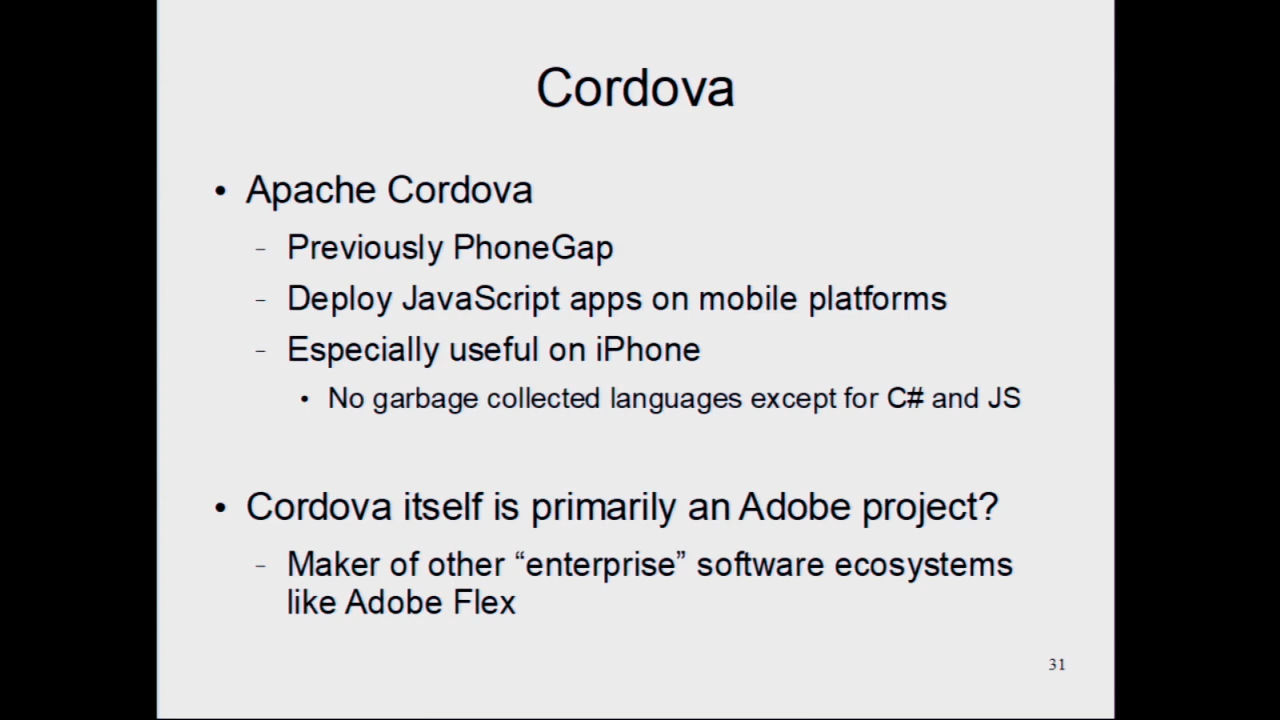 Cordova
• Apache Cordova
– Previously PhoneGap
– Deploy JavaScript apps on mobile platforms
– Especially useful on iPhone
• No garbage collected languages except for C# and JS
• Cordova itself is primarily an Adobe project?
– Maker of other “enterprise” software ecosystems
like Adobe Flex
31